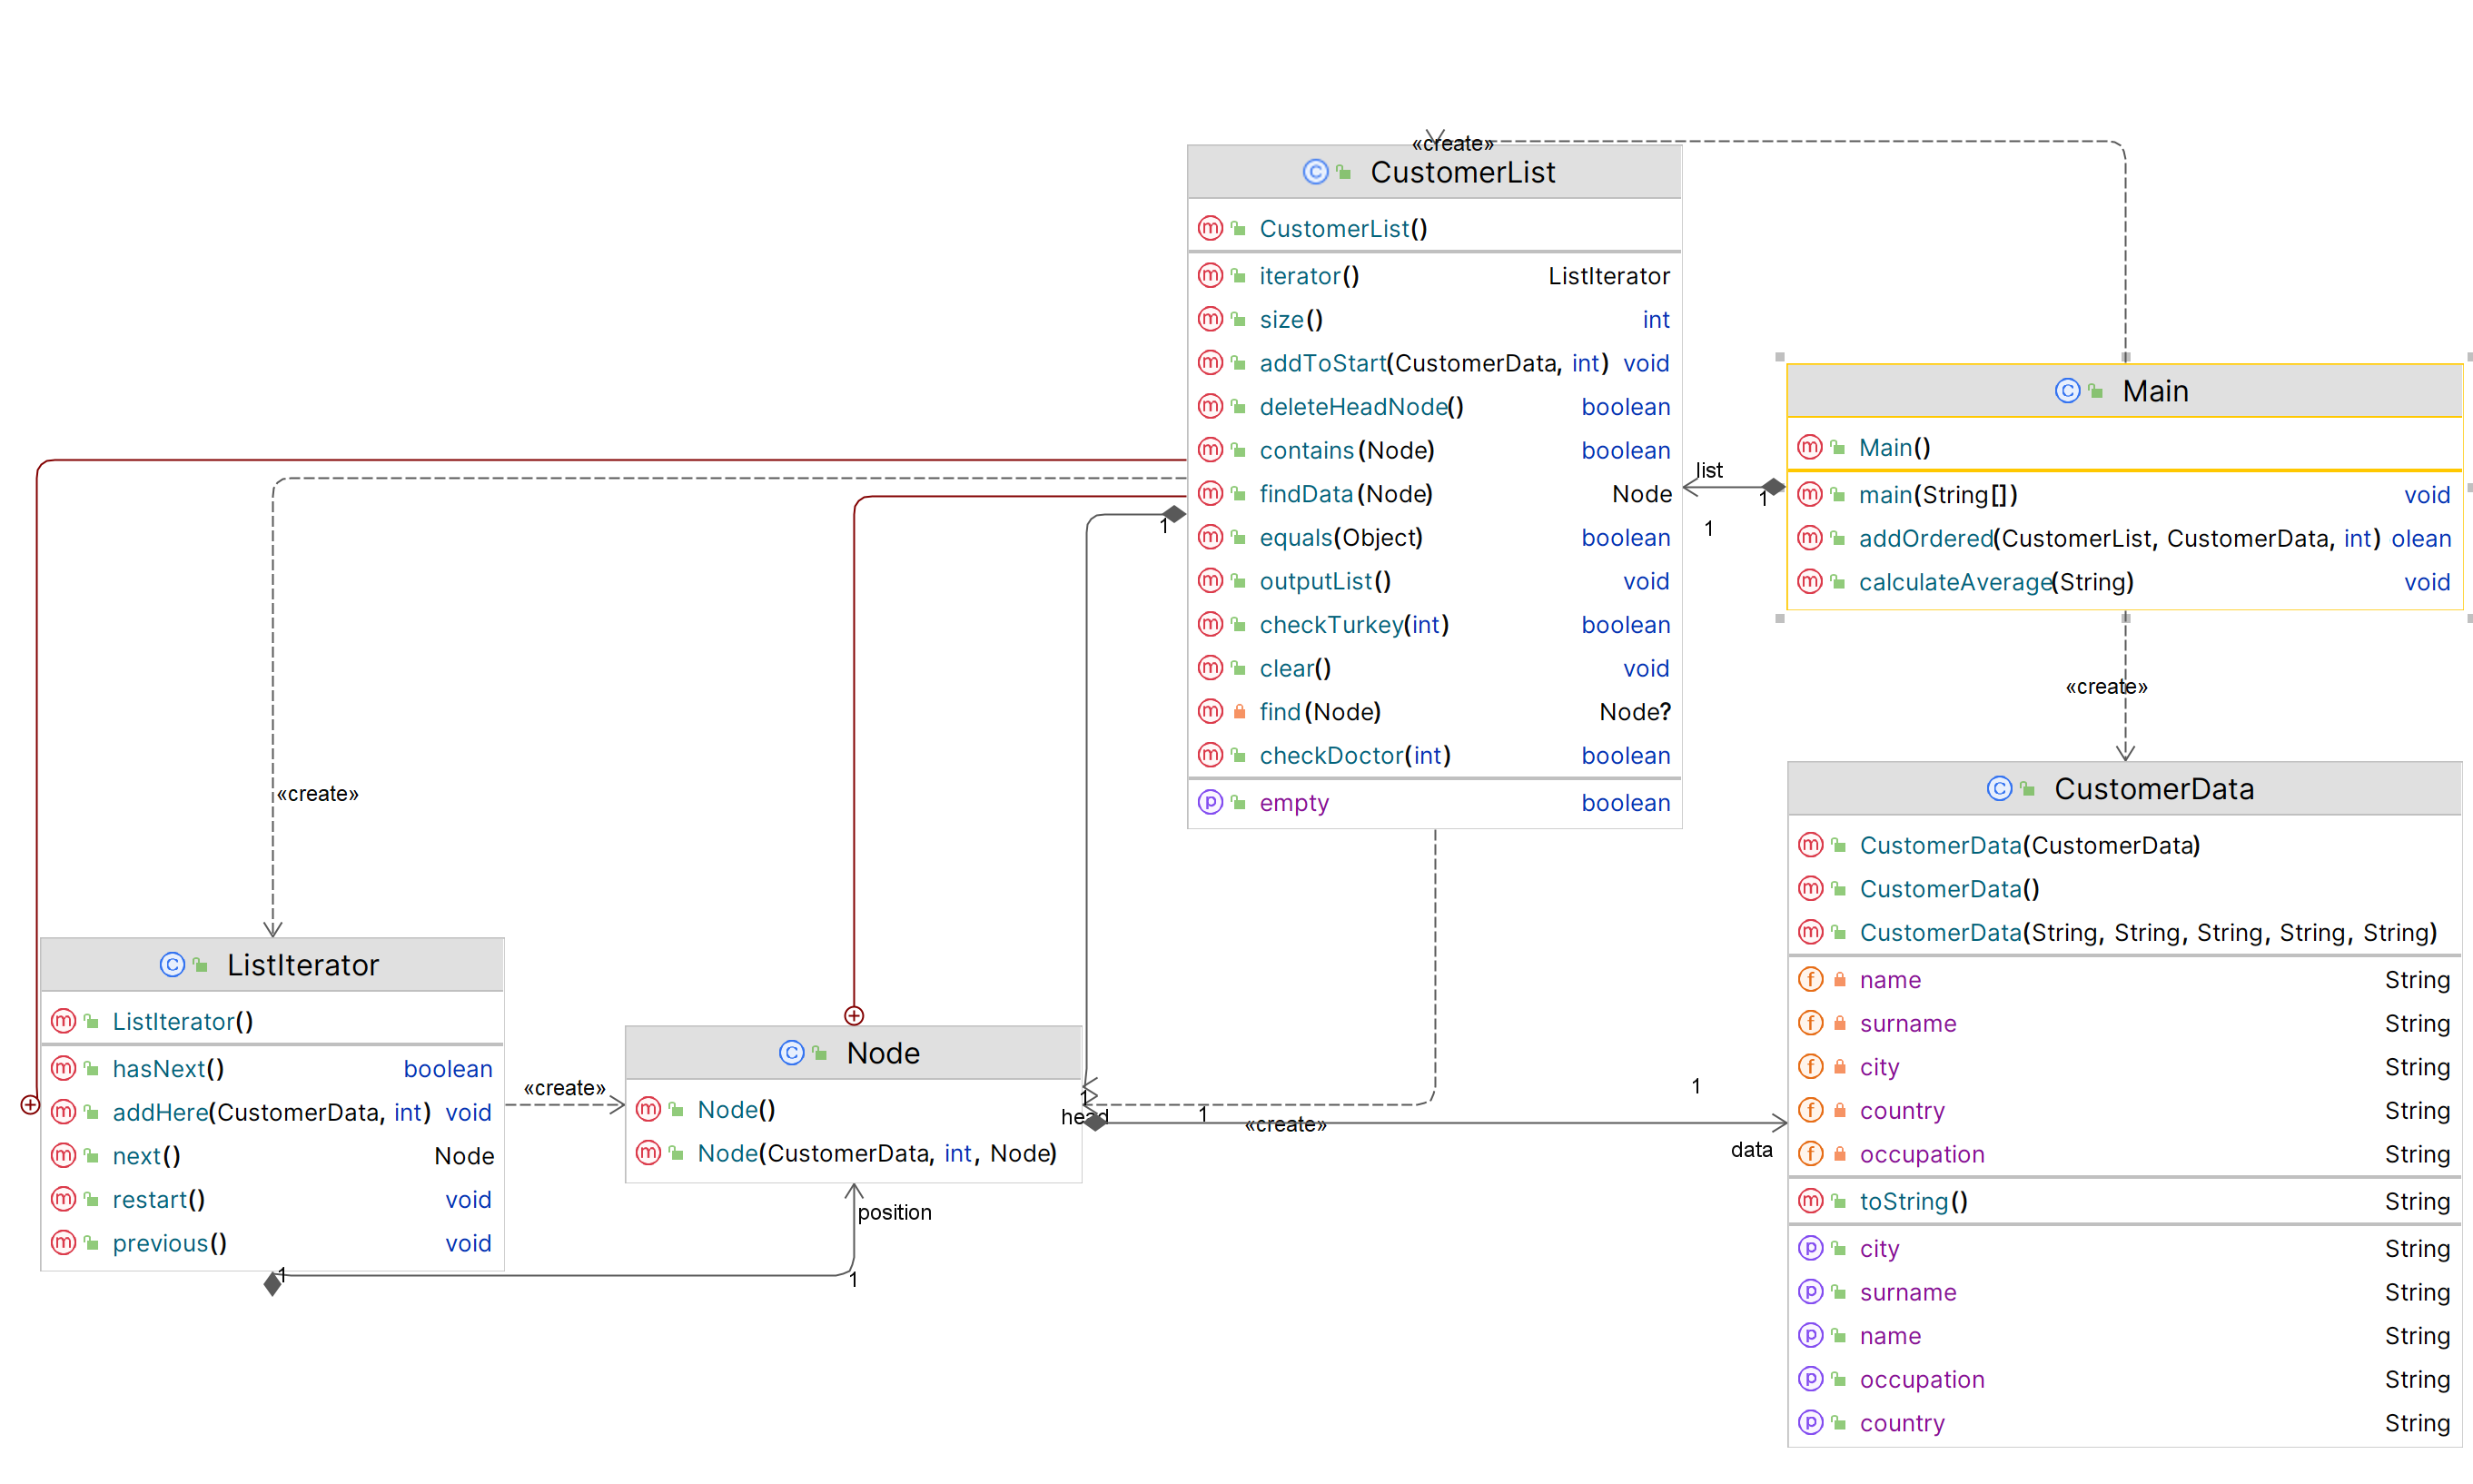 «create»
CustomerList
CustomerList()
iterator() ListIterator
size() int
addToStart(CustomerData, int) void
deleteHeadNode() boolean
contains(Node) boolean
findData(Node) Node
equals(Object) boolean
outputList() void
checkTurkey(int) boolean
clear() void
find(Node) Node?
checkDoctor(int) boolean
empty boolean
list
1
1
1
Main
Main()
main(String[]) void
addOrdered(CustomerList, CustomerData, int) olean
calculateAverage(String) void
«create»
«create»
CustomerData
CustomerData(CustomerData)
CustomerData()
CustomerData(String, String, String, String, String)
name String
surname String
city String
country String
occupation String
toString() String
city String
surname String
name String
occupation String
country String
ListIterator
ListIterator()
hasNext() boolean
addHere(CustomerData, int) void
next() Node
restart() void
previous() void
«create»
Node
Node()
Node(CustomerData, int, Node)
1
head
1
«create»
1
data
position
1
1